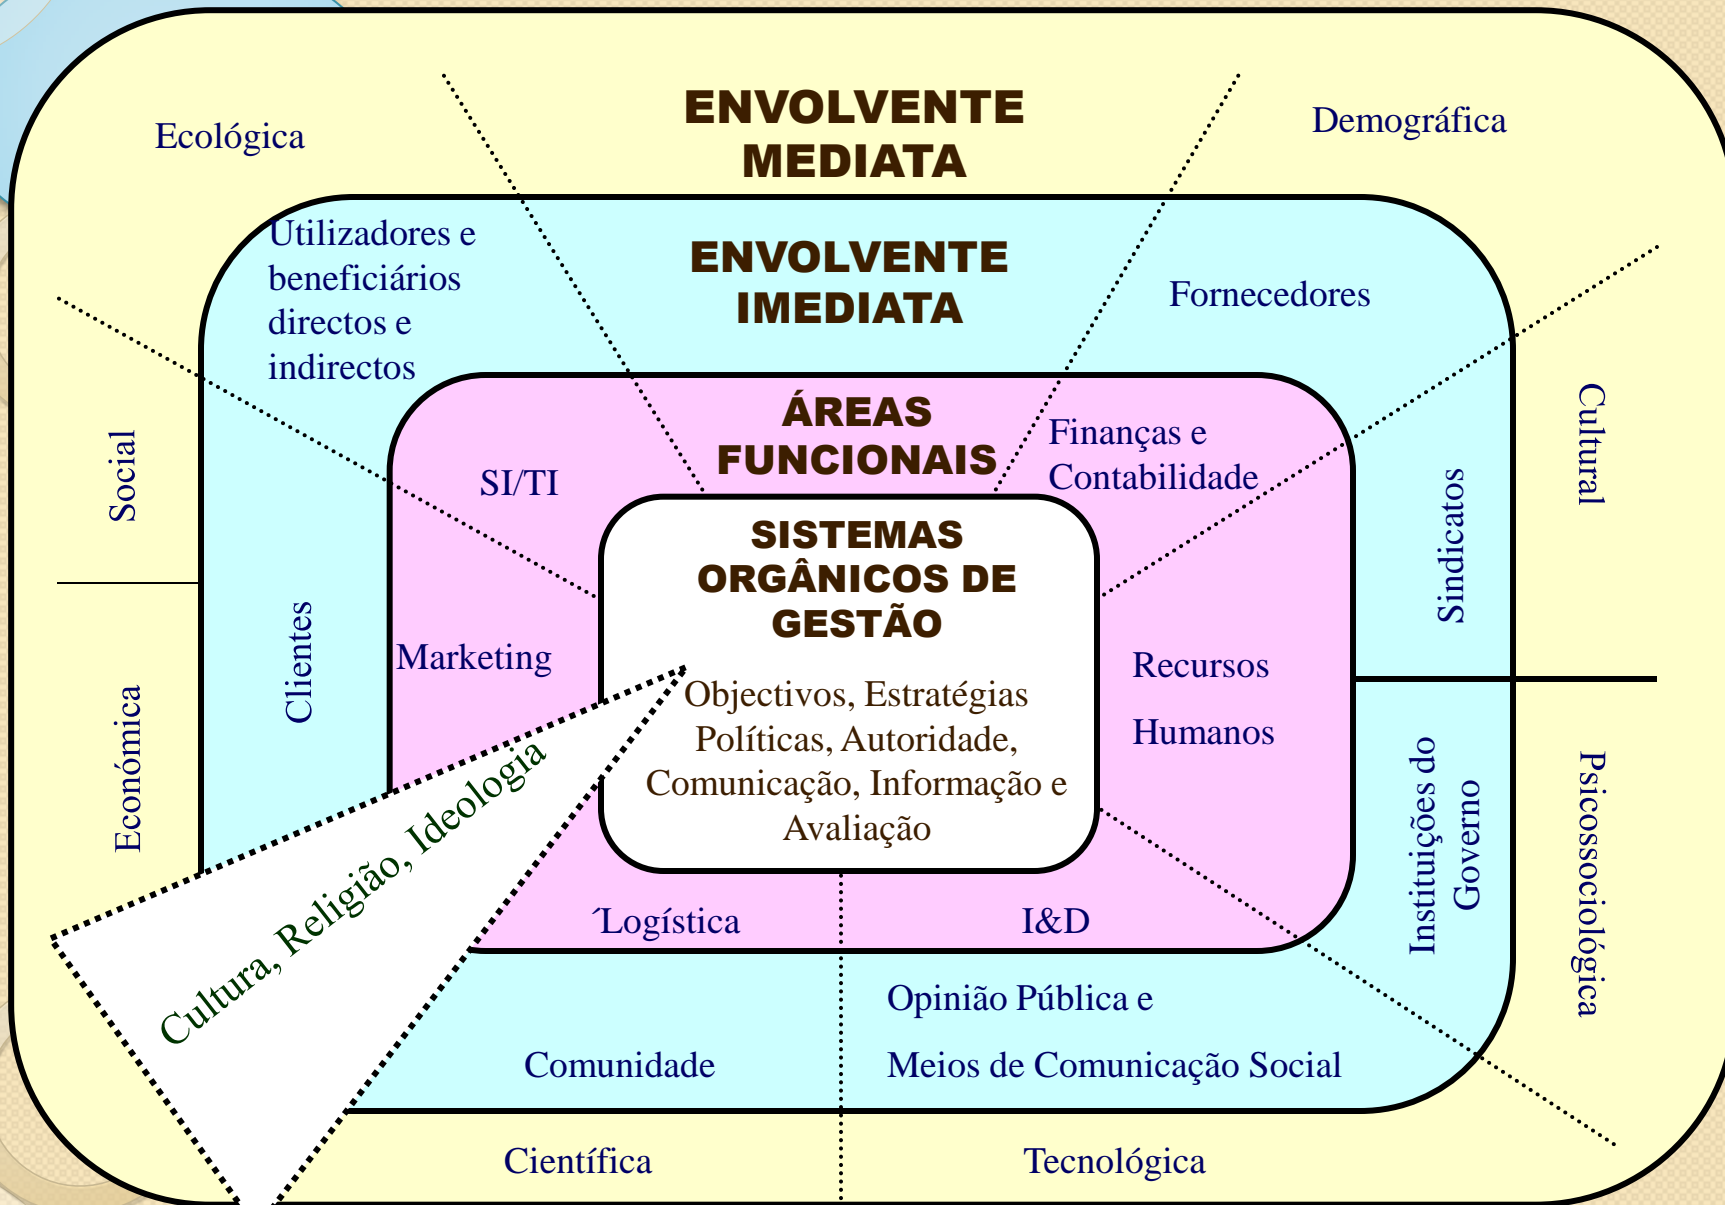 ENVOLVENTE
MEDIATA
Ecológica
Demográfica
ENVOLVENTE
IMEDIATA
Utilizadores e
beneficiários
directos e
indirectos
Fornecedores
ÁREAS
FUNCIONAIS
SI/TI
Finanças e
Contabilidade
Social
Cultural
Sindicatos
SISTEMAS
ORGÂNICOS DE
GESTÃO
Clientes
Marketing
Objectivos, Estratégias
Políticas, Autoridade,
Comunicação, Informação e
Avaliação
Recursos
Humanos
Económica
Instituições do
Governo
Psicossociológica
Cultura, Religião, Ideologia
´Logística
I&D
Opinião Pública e
Meios de Comunicação Social
Comunidade
Científica
Tecnológica